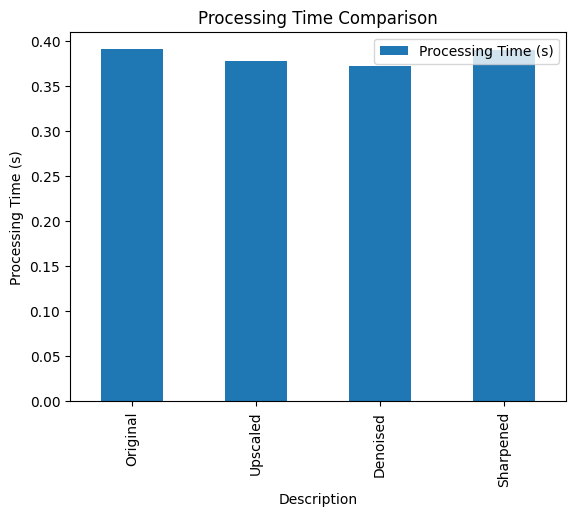 Processing Time Comparison
Processing Time (s)
0.40
0.35
0.30
0.25
0.20
0.15
0.10
0.05
0.00
Processing Time (s)
Original
Upscaled
Denoised
Sharpened
Description